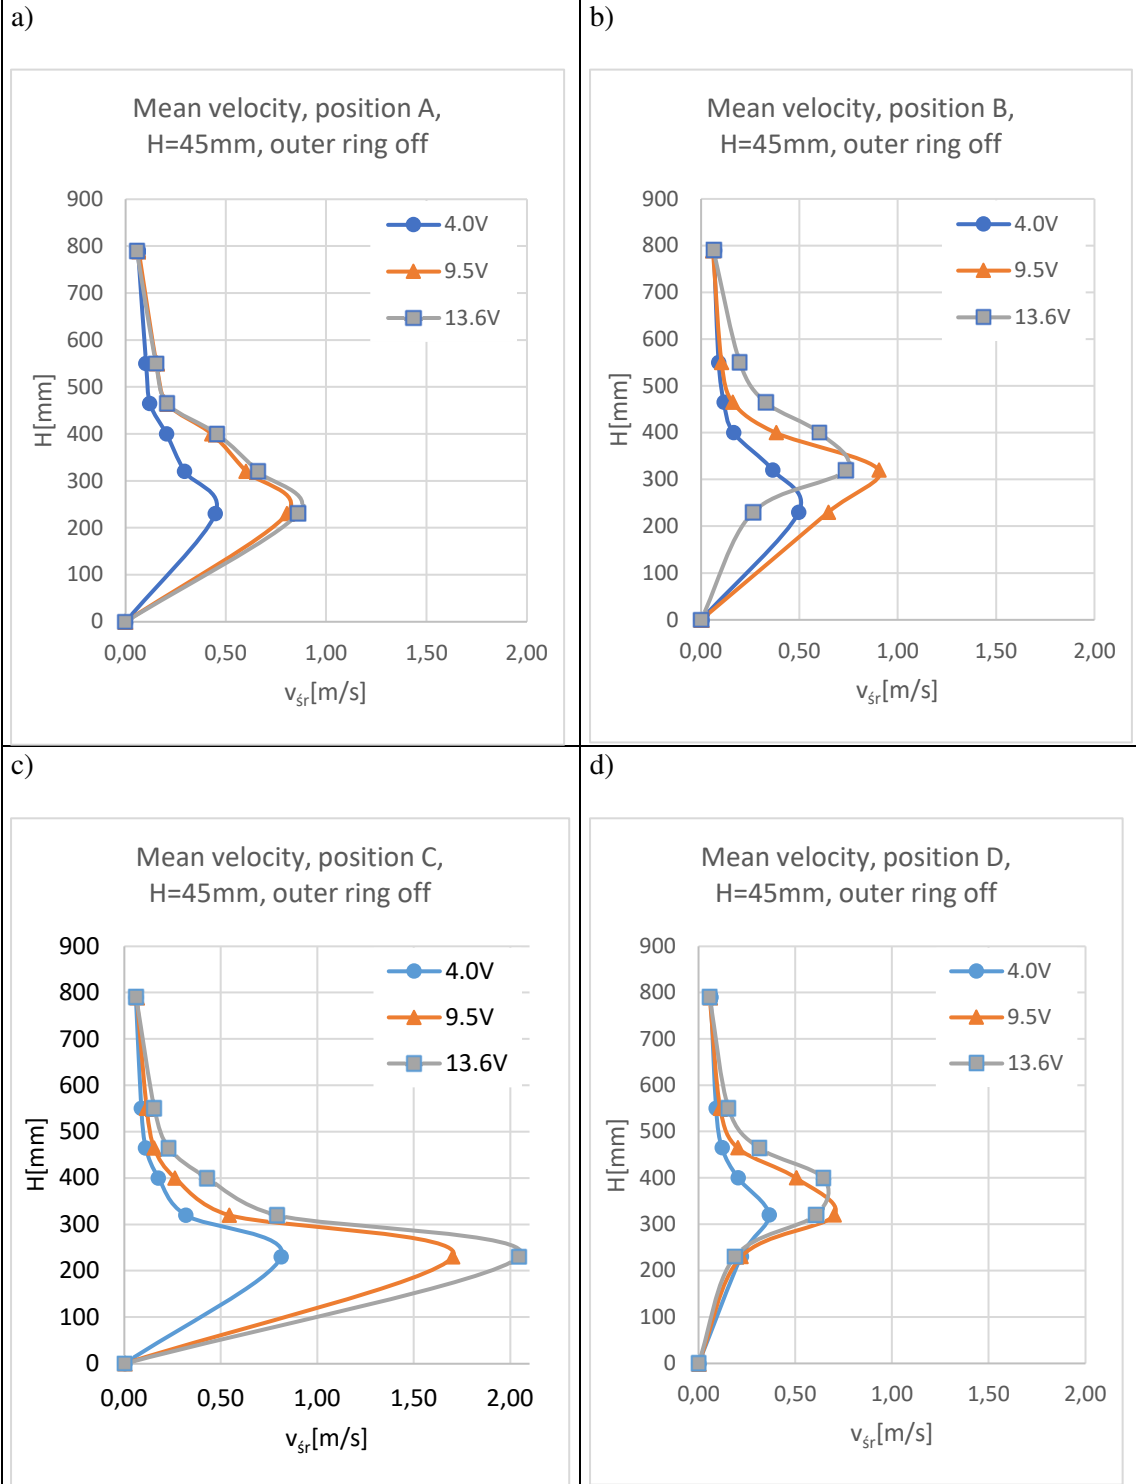 a)
Mean velocity, position A,
H=45mm, outer ring off
900
800
700
600
500
400
300
200
100
0
H[mm]
4.0V
9.5V
13.6V
0,00 0,50 1,00 1,50 2,00
vśr[m/s]
b)
Mean velocity, position B,
H=45mm, outer ring off
900
800
700
600
500
400
300
200
100
0
H[mm]
4.0V
9.5V
13.6V
0,00 0,50 1,00 1,50 2,00
vśr[m/s]
c)
Mean velocity, position C,
H=45mm, outer ring off
900
800
700
600
500
400
300
200
100
0
H[mm]
4.0V
9.5V
13.6V
0,00 0,50 1,00 1,50 2,00
vśr[m/s]
d)
Mean velocity, position D,
H=45mm, outer ring off
900
800
700
600
500
400
300
200
100
0
H[mm]
4.0V
9.5V
13.6V
0,00 0,50 1,00 1,50 2,00
vśr[m/s]